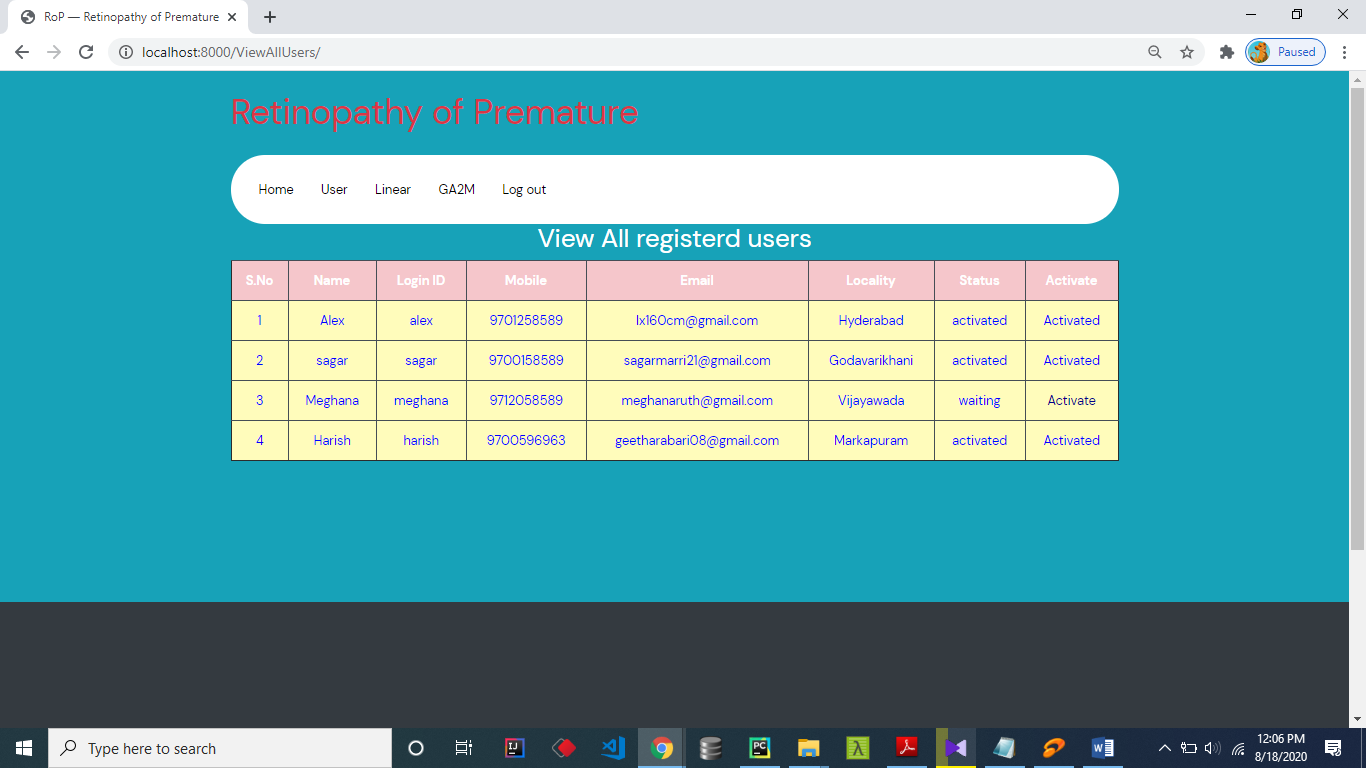 RoP — Retinopathy of Premature
localhost:8000/ViewAllUsers/
Paused
Retinopathy of Premature
Home User Linear GA2M Log out
View All registerd users
S.No Name Login ID Mobile Email Locality Status Activate
1 Alex alex 9701258589 lx160cm@gmail.com Hyderabad activated Activated
2 sagar sagar 9700158589 sagarmarri21@gmail.com Godavarikhani activated Activated
3 Meghana meghana 9712058589 meghanaruth@gmail.com Vijayawada waiting Activate
4 Harish harish 9700596963 geetharabari08@gmail.com Markapuram activated Activated
Type here to search
IJ
PC
λ
W
12:06 PM
8/18/2020